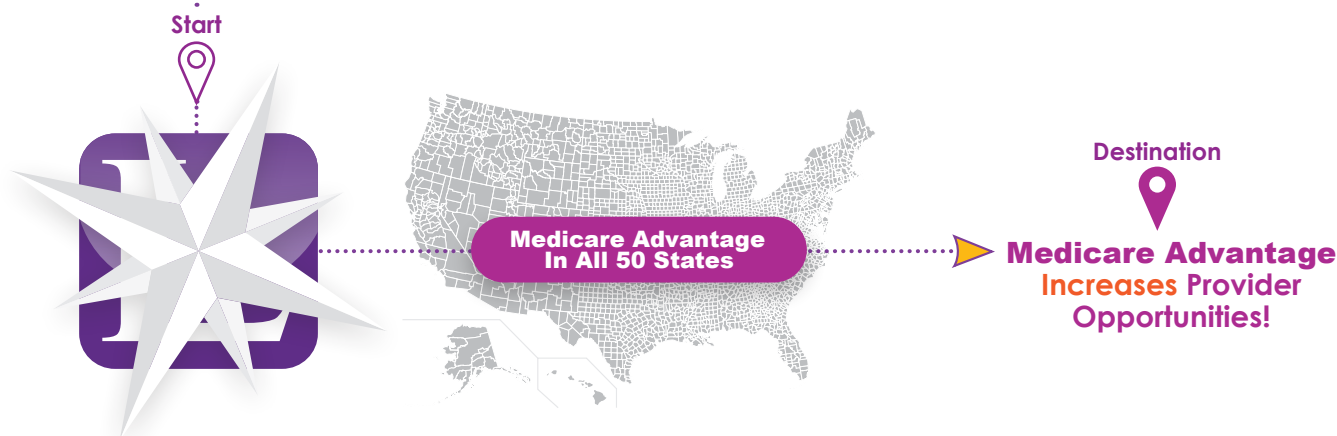 Start
Medicare Advantage
In All 50 States
Destination
Medicare Advantage
Increases Provider
Opportunities!